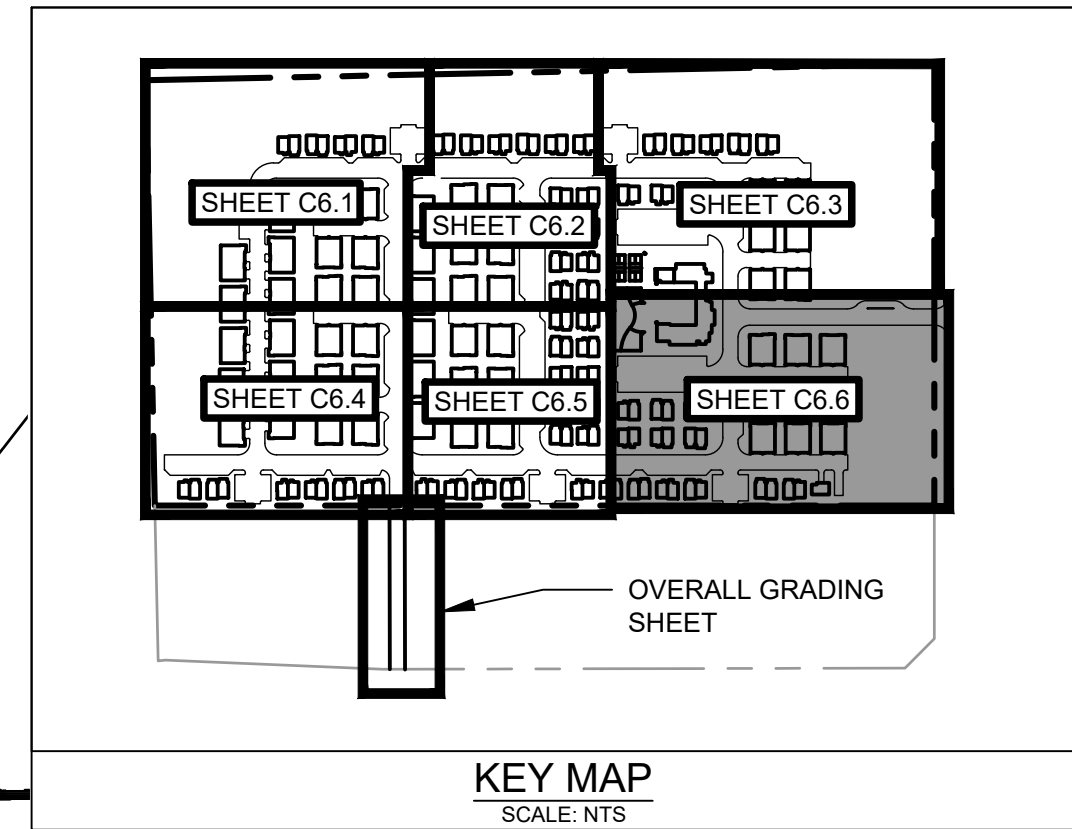 SHEET C6.1
SHEET C6.2
SHEET C6.3
SHEET C6.4
SHEET C6.5
SHEET C6.6
OVERALL GRADING
SHEET
KEY MAP
SCALE: NTS